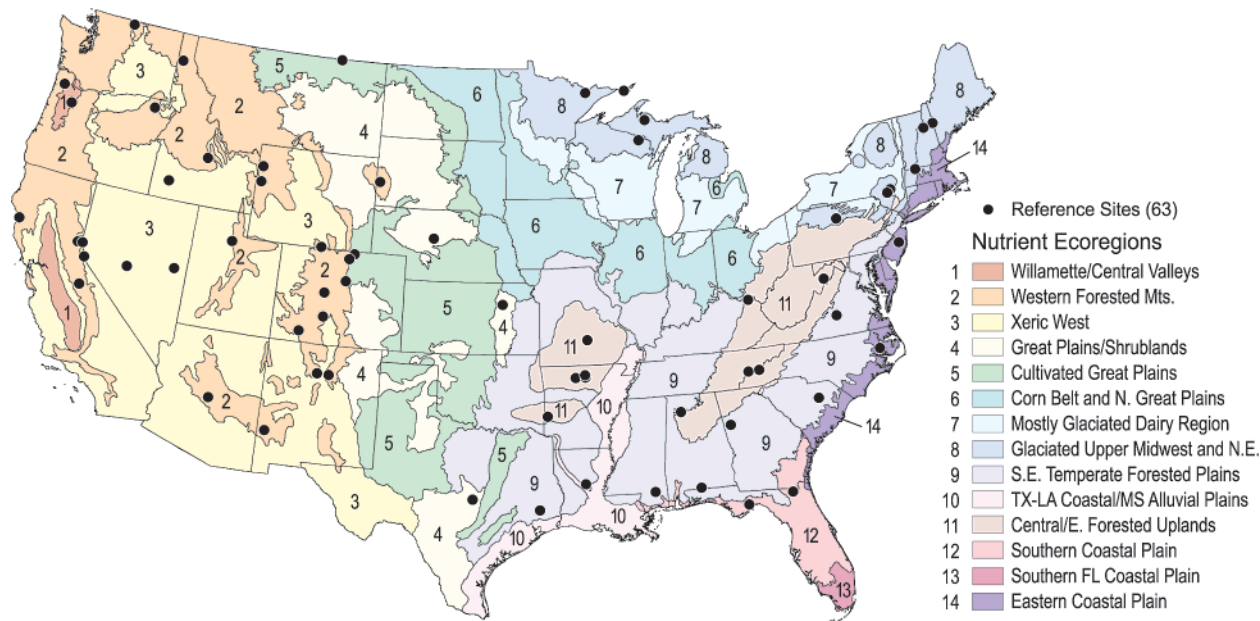 3
5
6
8
8
1
2
4
2
8
14
2
7
8
7
6
7
3
3
2
6
6
6
2
5
11
1
4
11
9
4
9
10
2
11
14
5
5
9
9
3
4
10
10
12
13
Reference Sites (63)
Nutrient Ecoregions
1 Willamette/Central Valleys
2 Western Forested Mts.
3 Xeric West
4 Great Plains/Shrublands
5 Cultivated Great Plains
6 Corn Belt and N. Great Plains
7 Mostly Glaciated Dairy Region
8 Glaciated Upper Midwest and N.E.
9 S.E. Temperate Forested Plains
10 TX-LA Coastal/MS Alluvial Plains
11 Central/E. Forested Uplands
12 Southern Coastal Plain
13 Southern FL Coastal Plain
14 Eastern Coastal Plain